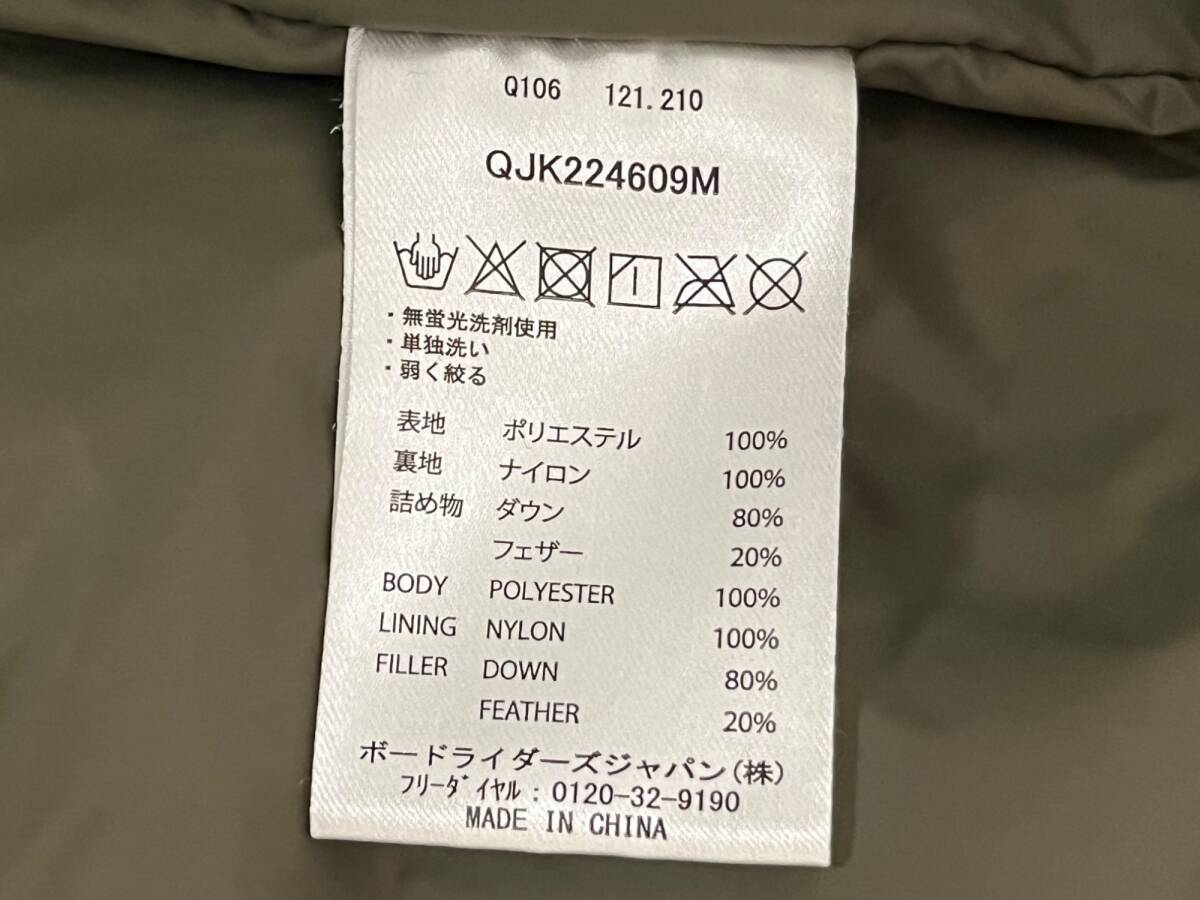 Q106 121.210
QJK224609M
・無蛍光洗剤使用
・単独洗い
・弱く絞る
表地 ポリエステル 100%
裏地 ナイロン 100%
詰め物 ダウン 80%
フェザー 20%
BODY POLYESTER 100%
LINING NYLON 100%
FILLER DOWN 80%
FEATHER 20%
ボードライダーズジャパン(株)
フリーダイヤル:0120-32-9190
MADE IN CHINA